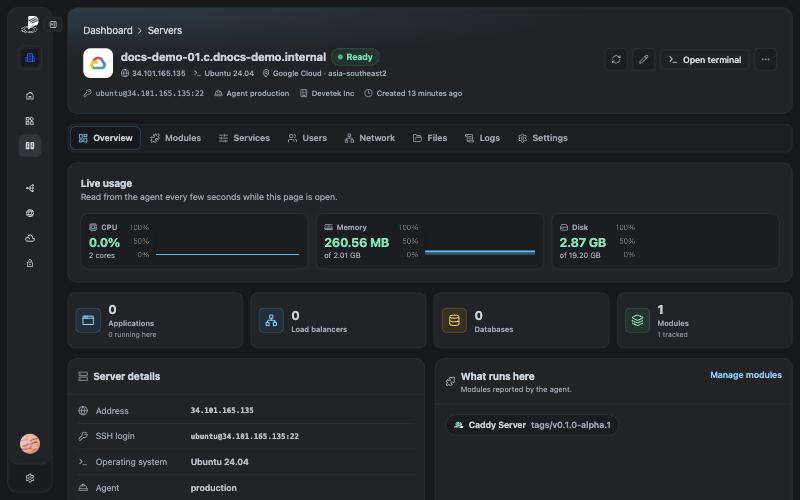 Dashboard Servers
docs-demo-01.c.dnocs-demo.internal Ready
34.101.165.135 Ubuntu 24.04 Google Cloud · asia-southeast2
Open terminal
ubuntu@34.101.165.135:22 Agent production Devetek Inc Created 13 minutes ago
Overview Modules Services Users Network Files Logs Settings
Live usage
Read from the agent every few seconds while this page is open.
CPU 100%
0.0% 50%
2 cores 0%
Memory 100%
260.56 MB 50%
of 2.01 GB 0%
Disk 100%
2.87 GB 50%
of 19.20 GB 0%
0
Applications
0 running here
0
Load balancers
0
Databases
1
Modules
1 tracked
Server details
Address 34.101.165.135
SSH login ubuntu@34.101.165.135:22
Operating system Ubuntu 24.04
Agent production
What runs here
Modules reported by the agent.
Manage modules
Caddy Server tags/v0.1.0-alpha.1